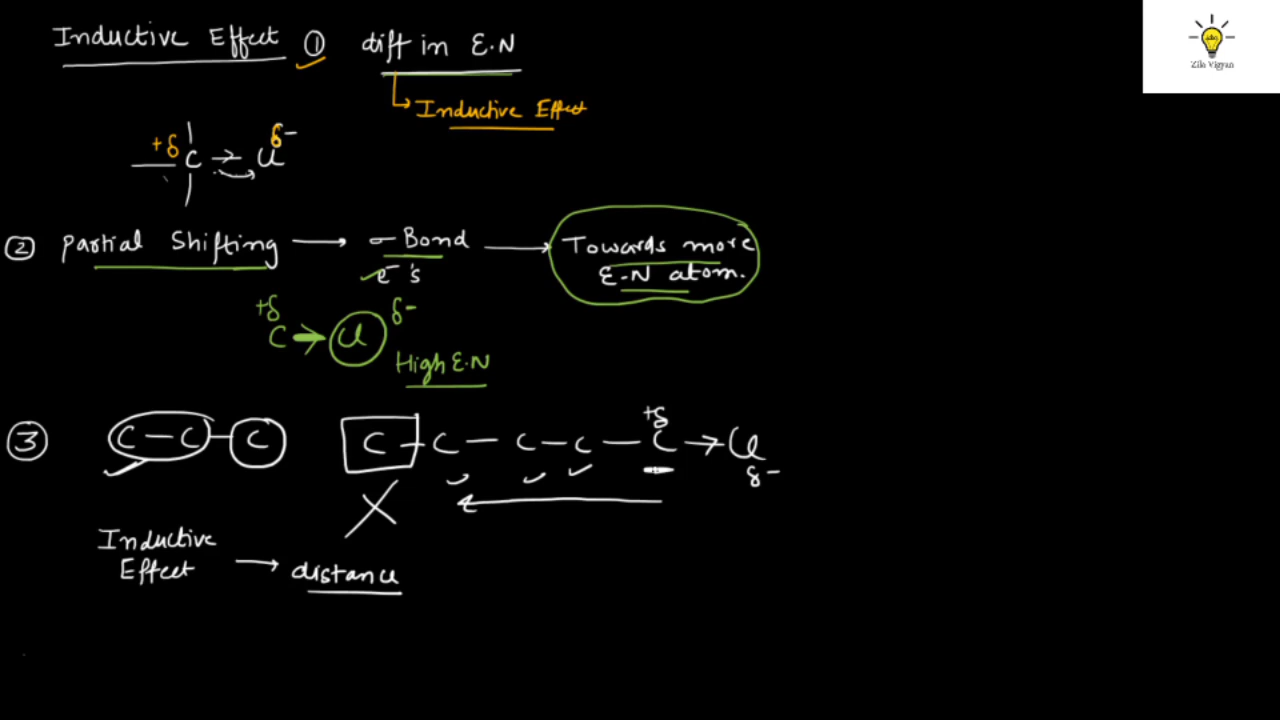 Inductive Effect ① diff in E.N
Inductive Effect
+δ C → Cl δ-
② Partial Shifting → σ-Bond → Towards more
e⁻'s E.N atom.
+δ C → Cl δ-
High E.N
③ C-C-C C-C-C-C-C→Cl
+δ δ-
Inductive
Effect → distance
Zila Vigyan